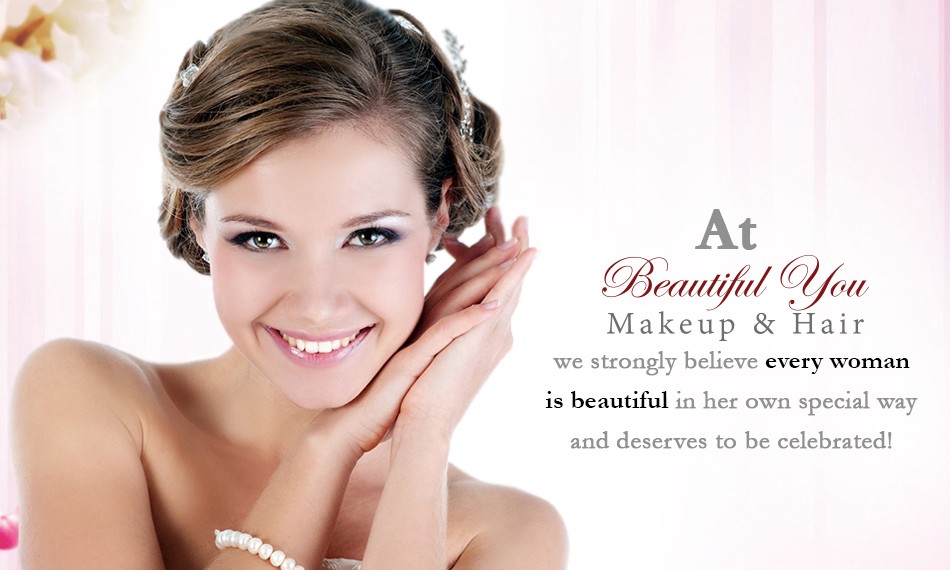 At
Beautiful You
Makeup & Hair
we strongly believe every woman
is beautiful in her own special way
and deserves to be celebrated!